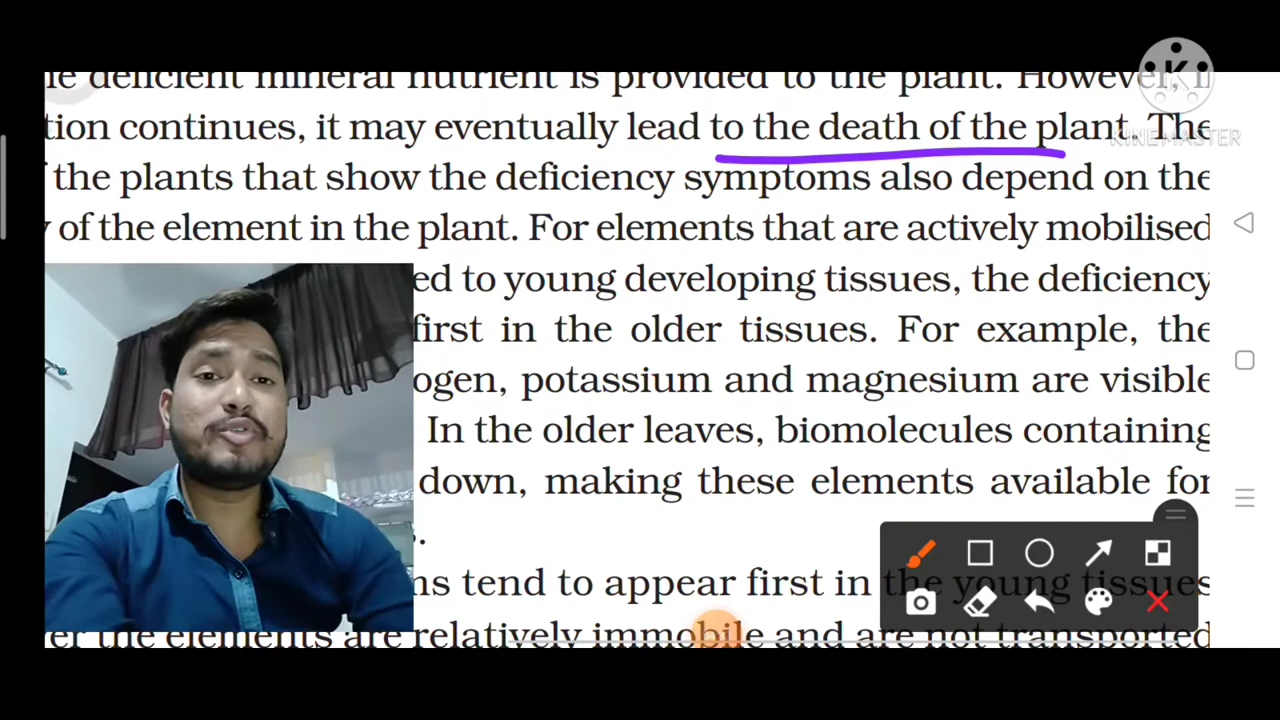 deficient mineral nutrient is provided to the plant. However,
tion continues, it may eventually lead to the death of the plant. The
the plants that show the deficiency symptoms also depend on the
of the element in the plant. For elements that are actively mobilised
ed to young developing tissues, the deficiency
first in the older tissues. For example, the
ogen, potassium and magnesium are visible
In the older leaves, biomolecules containing
down, making these elements available for
ns tend to appear first in the young tissues
er the elements are relatively immobile and are not transported
K
KINEMASTER